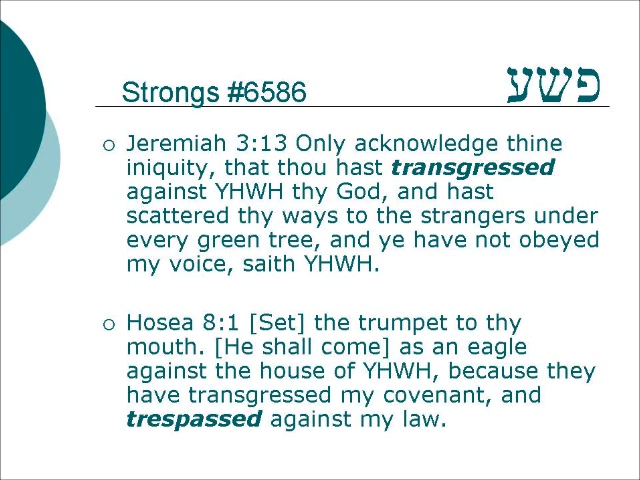 Strongs #6586 פשע
Jeremiah 3:13 Only acknowledge thine
iniquity, that thou hast transgressed
against YHWH thy God, and hast
scattered thy ways to the strangers under
every green tree, and ye have not obeyed
my voice, saith YHWH.
Hosea 8:1 [Set] the trumpet to thy
mouth. [He shall come] as an eagle
against the house of YHWH, because they
have transgressed my covenant, and
trespassed against my law.